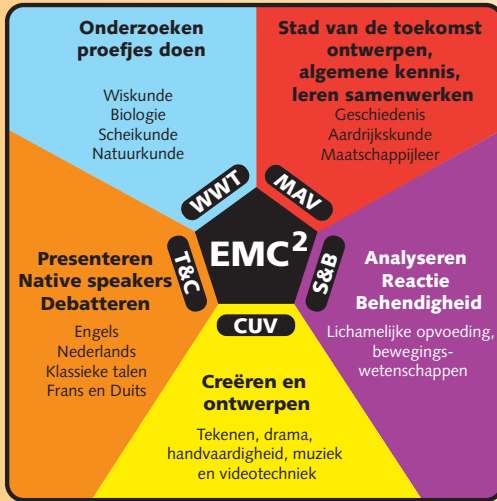 Onderzoeken
proefjes doen
Wiskunde
Biologie
Scheikunde
Natuurkunde
WWT
Stad van de toekomst
ontwerpen,
algemene kennis,
leren samenwerken
Geschiedenis
Aardrijkskunde
Maatschappijleer
MAV
EMC²
Presenteren
Native speakers
Debatteren
Engels
Nederlands
Klassieke talen
Frans en Duits
T&C
S&B
Analyseren
Reactie
Behendigheid
Lichamelijke opvoeding,
bewegings-
wetenschappen
CUV
Creëren en
ontwerpen
Tekenen, drama,
handvaardigheid, muziek
en videotechniek